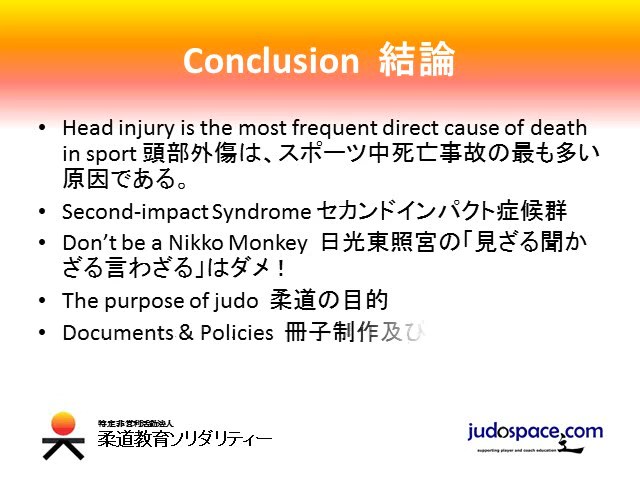 Conclusion 結論
• Head injury is the most frequent direct cause of death
in sport 頭部外傷は、スポーツ中死亡事故の最も多い
原因である。
• Second-impact Syndrome セカンドインパクト症候群
• Don't be a Nikko Monkey 日光東照宮の「見ざる聞か
ざる言わざる」はダメ！
• The purpose of judo 柔道の目的
• Documents & Policies 冊子制作及び
特定非営利活動法人
柔道教育ソリダリティー
judospace.com
supporting player and coach education